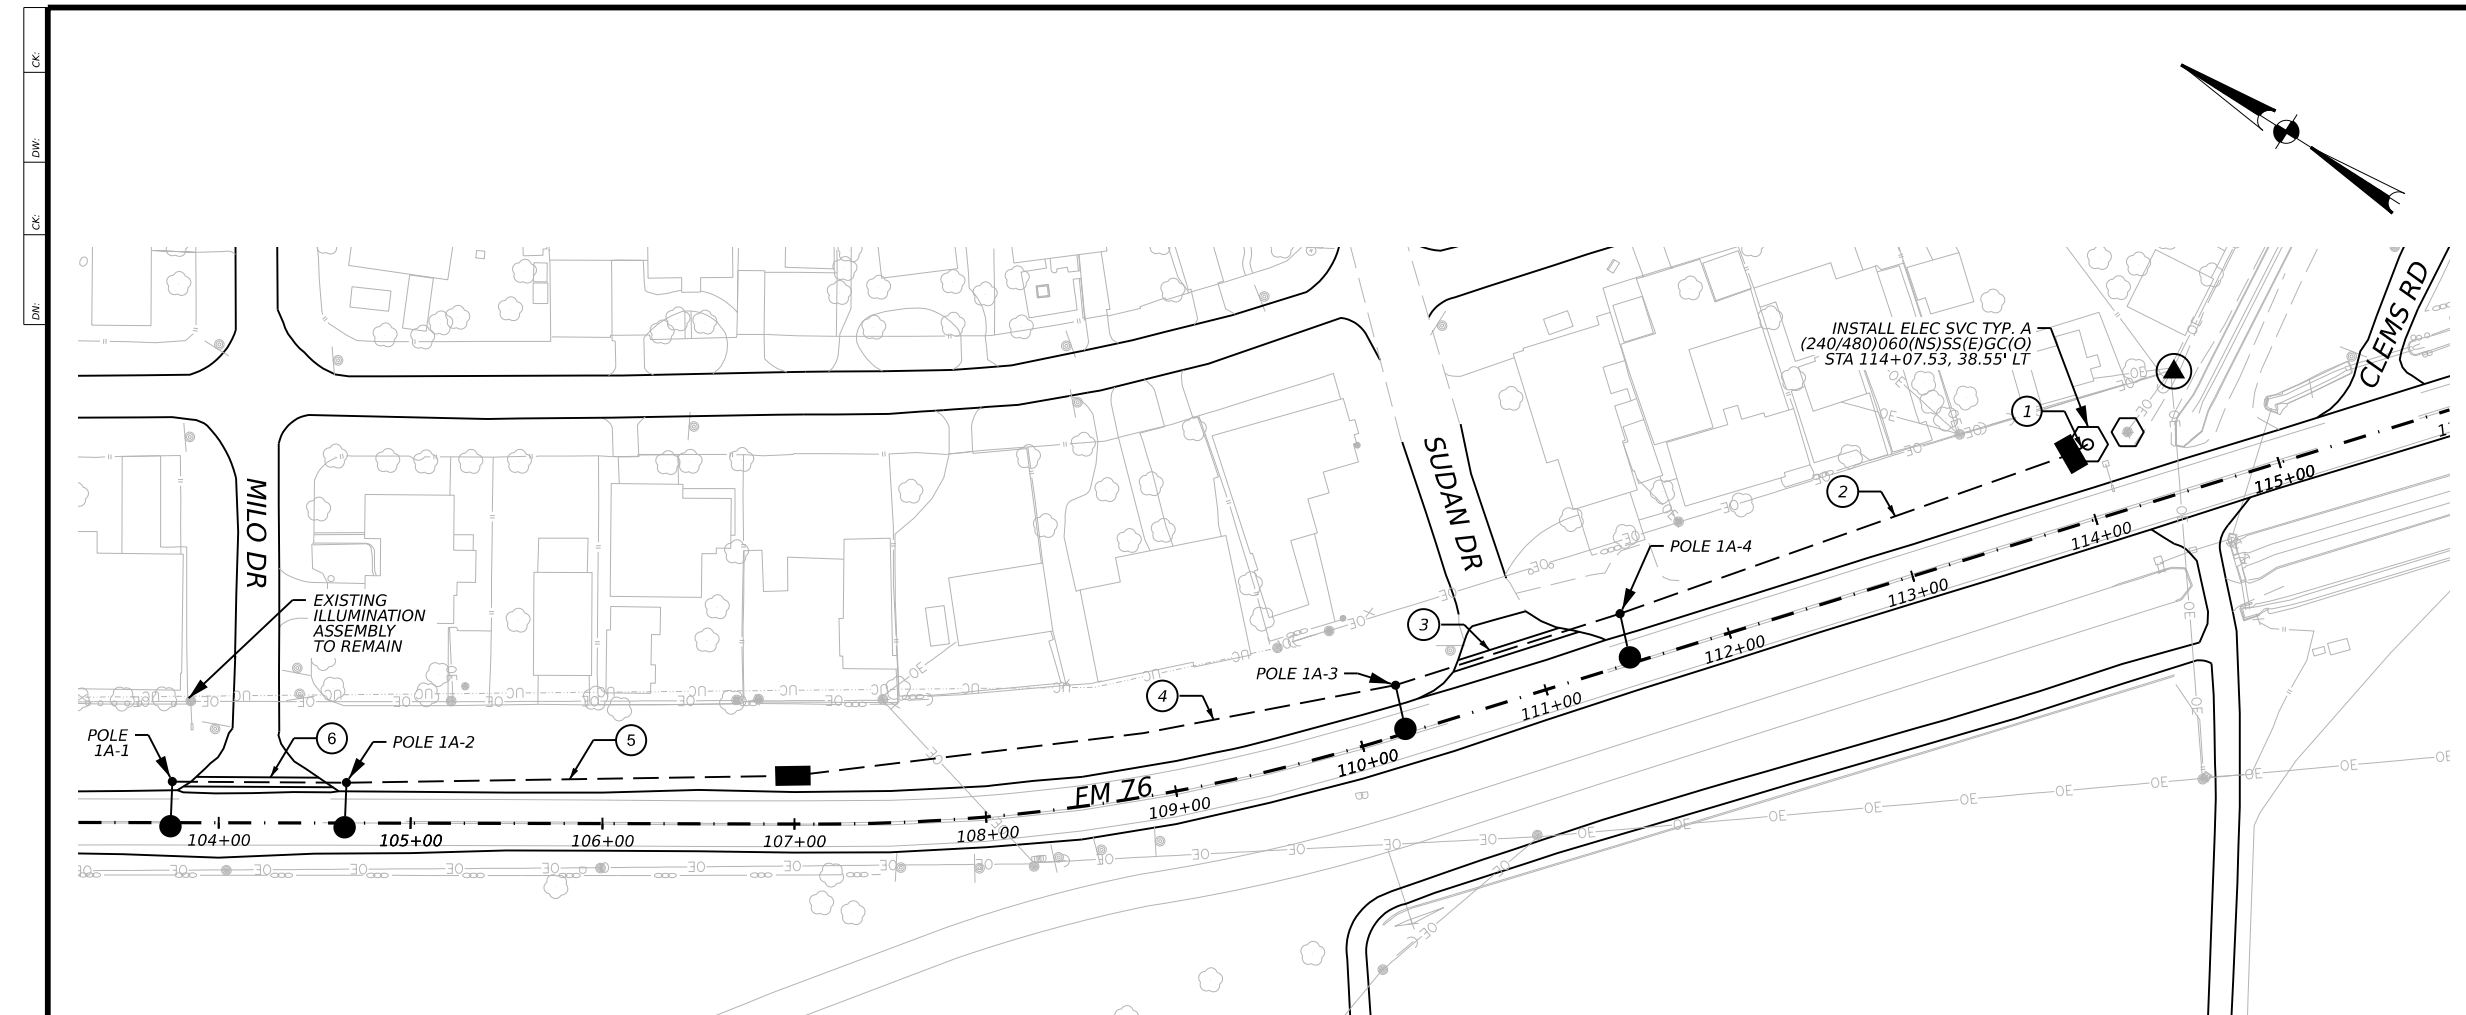 CK:
DW:
CK:
DN:
INSTALL ELEC SVC TYP. A
(240/480)060(NS)SS(E)GC(O)
STA 114+07.53, 38.55' LT
CLEMS RD
1
2
SUDAN DR
MILO DR
POLE 1A-4
3
POLE 1A-3
4
EXISTING
ILLUMINATION
ASSEMBLY
TO REMAIN
POLE
1A-1
6
POLE 1A-2
5
FM 76
104+00
105+00
106+00
107+00
108+00
109+00
110+00
111+00
112+00
113+00
114+00
115+00
OE
UC